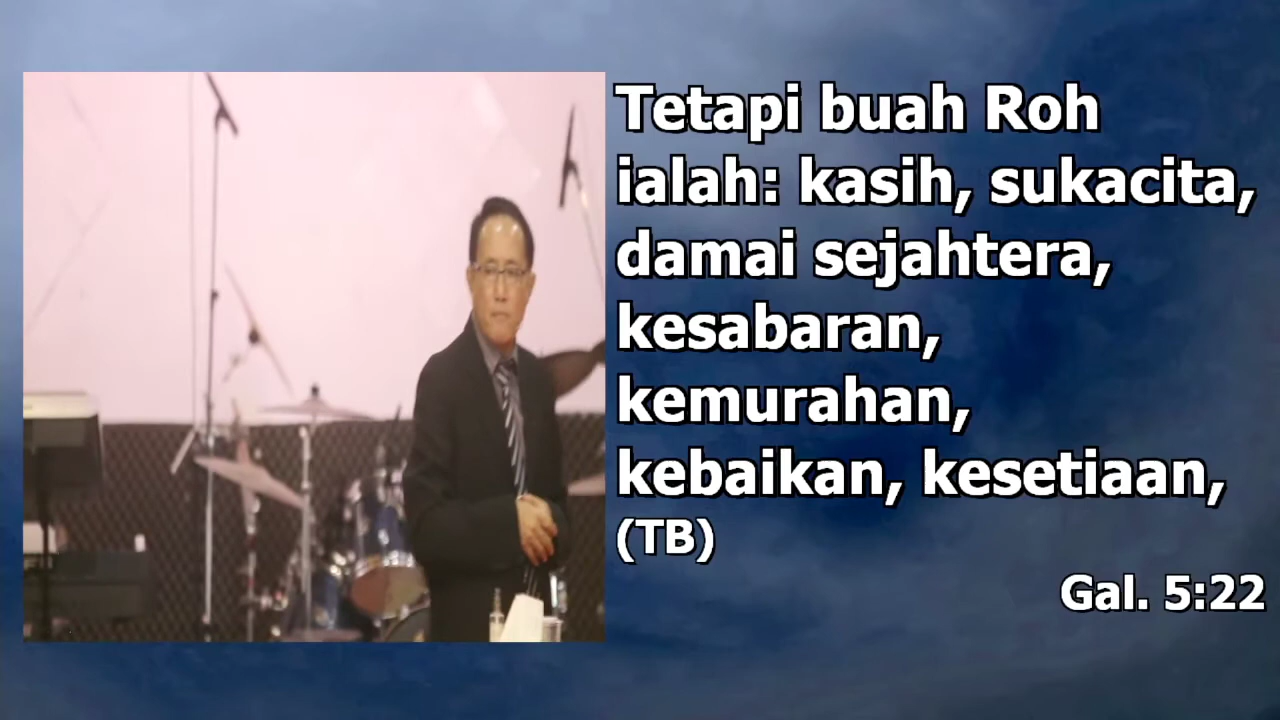 Tetapi buah Roh
ialah: kasih, sukacita,
damai sejahtera,
kesabaran,
kemurahan,
kebaikan, kesetiaan,
(TB)
Gal. 5:22